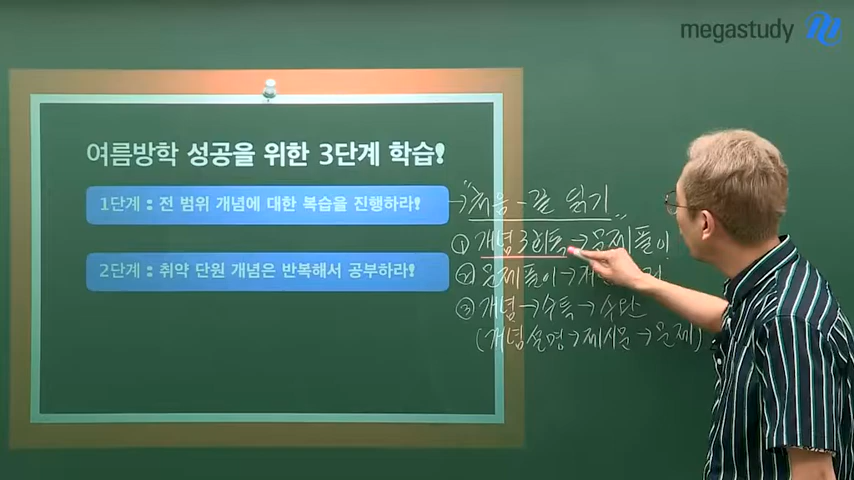 megastudy
여름방학 성공을 위한 3단계 학습!
1단계 : 전 범위 개념에 대한 복습을 진행하라!
→ "처음-끝 읽기"
① 개념 3회독 → 문제풀이
2단계 : 취약 단원 개념은 반복해서 공부하라!
② 문제풀이 →
③ 개념 → 수특 → 수완
(개념설명 → 제시문 → 문제)